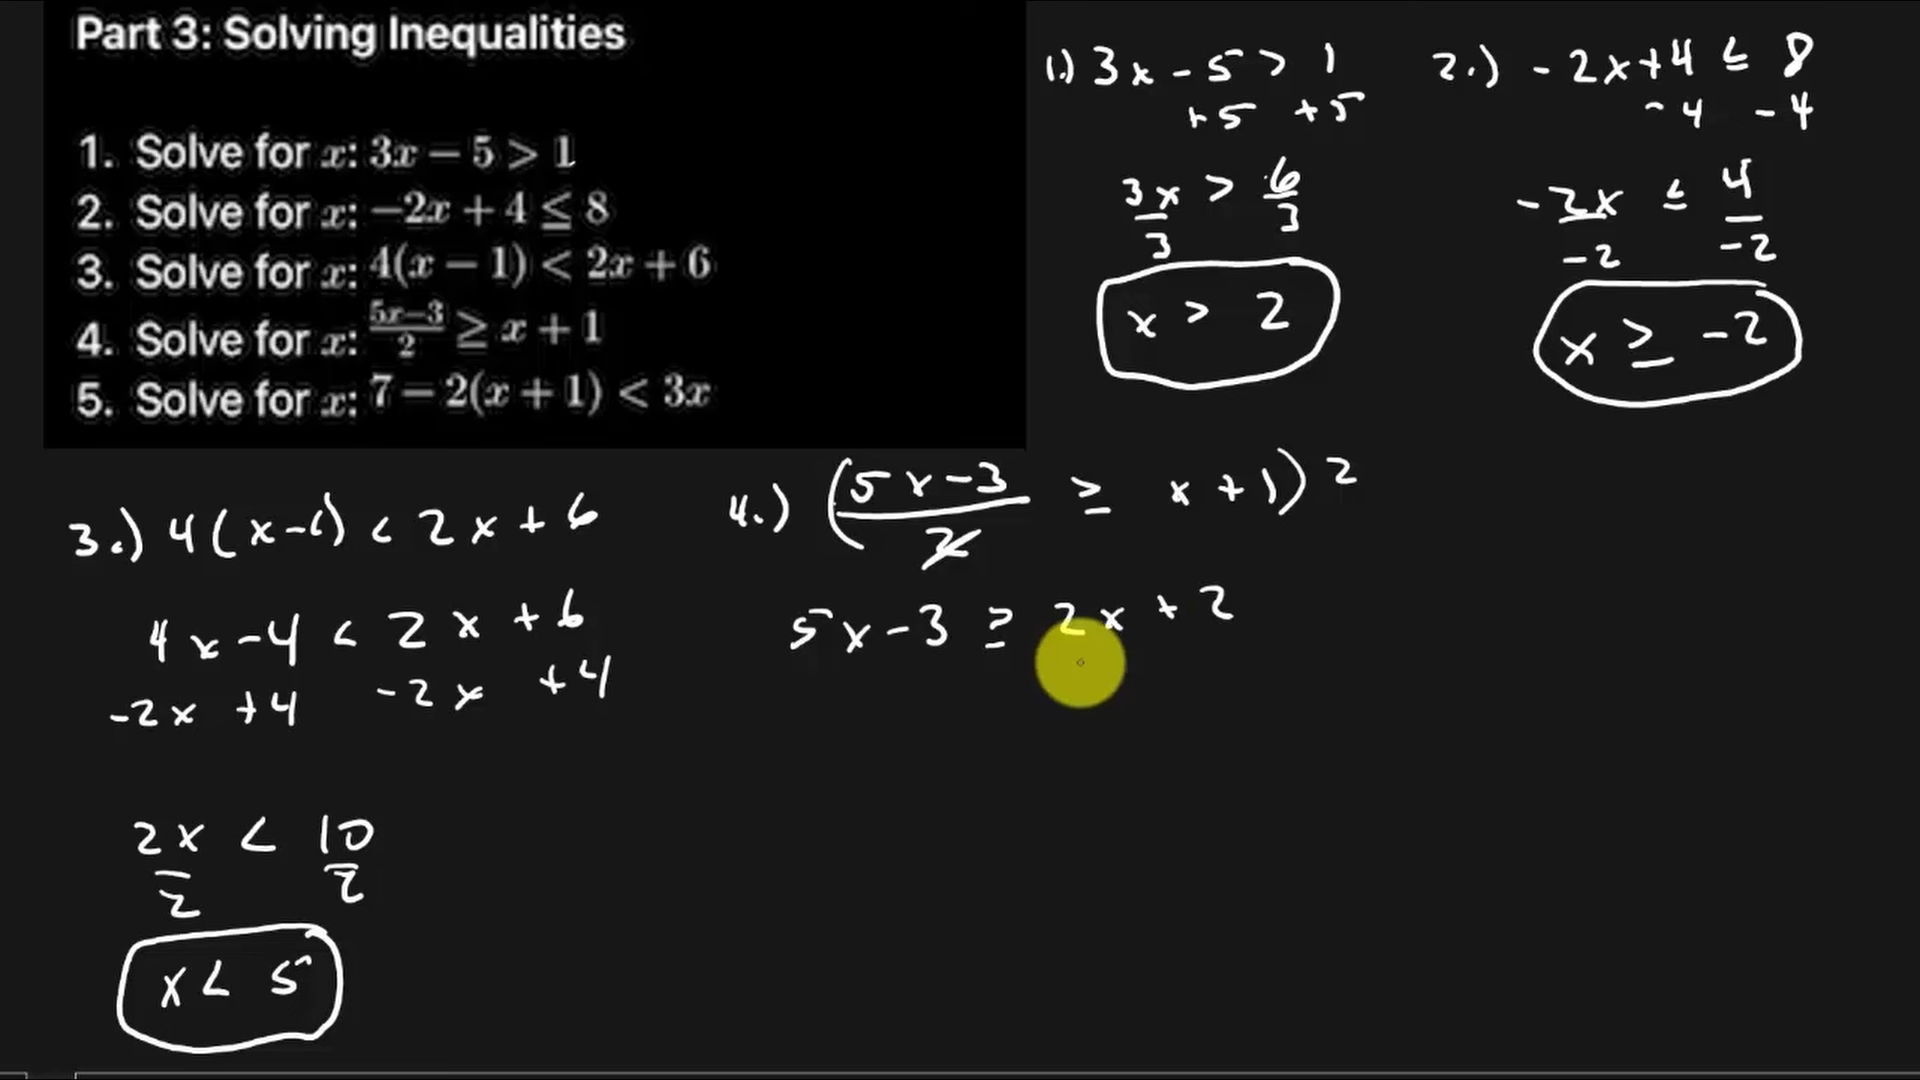 Part 3: Solving Inequalities
1. Solve for x: 3x − 5 > 1
2. Solve for x: −2x + 4 ≤ 8
3. Solve for x: 4(x − 1) < 2x + 6
4. Solve for x: \frac{5x−3}{2} ≥ x + 1
5. Solve for x: 7 − 2(x + 1) < 3x
1.) 3x - 5 > 1
+5 +5
3x > 6
3 3
x > 2
2.) -2x+4 ≤ 8
-4 -4
-2x ≤ 4
-2 -2
x ≥ -2
3.) 4(x-1) < 2x + 6
4x-4 < 2x + 6
-2x +4 -2x +4
2x < 10
2 2
x < 5
4.) (5x-3 ≥ x+1)2
2
5x-3 ≥ 2x + 2